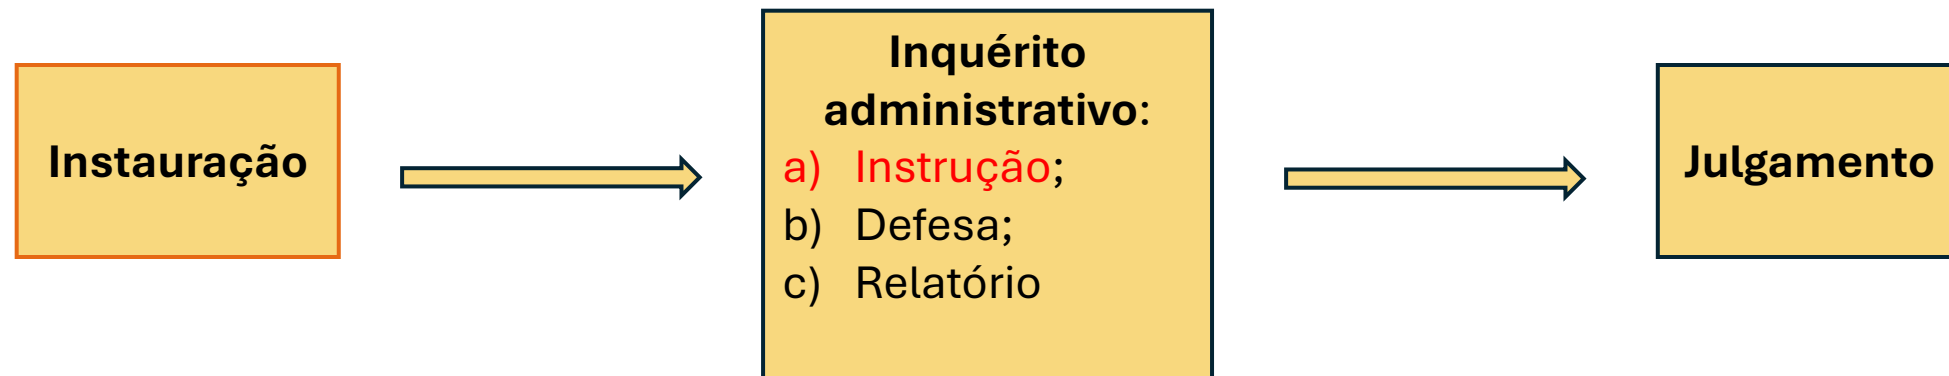 Instauração
Inquérito
administrativo:
a) Instrução;
b) Defesa;
c) Relatório
Julgamento